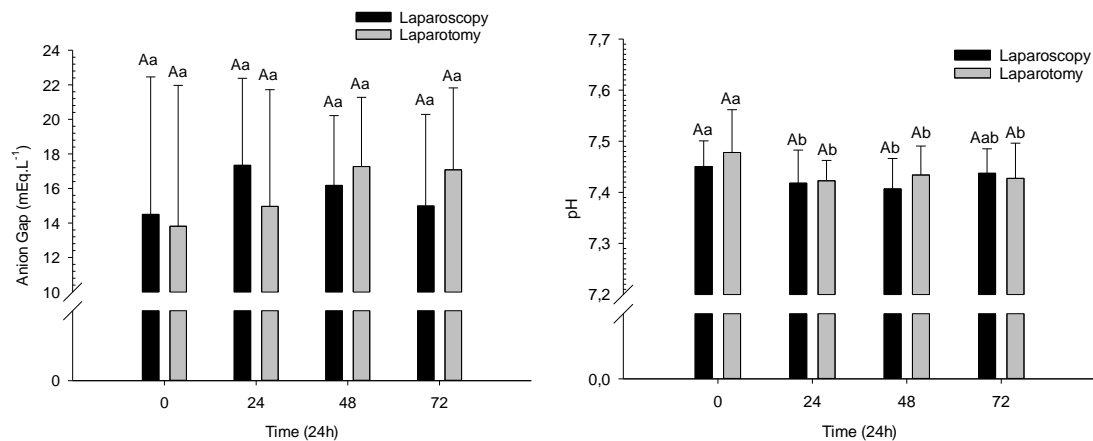 Laparoscopy
Laparotomy
24
22
20
18
16
14
12
10
0
Anion Gap (mEq.L⁻¹)
Aa Aa Aa Aa Aa Aa Aa Aa
0 24 48 72
Time (24h)
7,7
7,6
7,5
7,4
7,3
7,2
0,0
pH
Laparoscopy
Laparotomy
Aa Aa Ab Ab Ab Ab Aab Ab
0 24 48 72
Time (24h)